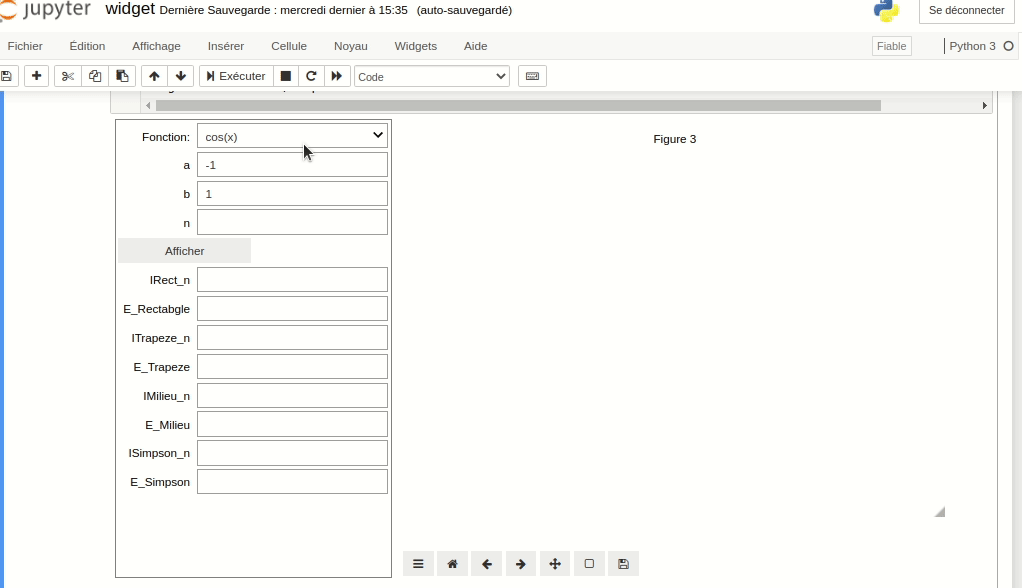 jupyter widget Dernière Sauvegarde : mercredi dernier à 15:35 (auto-sauvegardé)
Se déconnecter
Fichier Édition Affichage Insérer Cellule Noyau Widgets Aide Fiable Python 3
Exécuter Code
Fonction: cos(x)
Figure 3
a -1
b 1
n
Afficher
IRect_n
E_Rectabgle
ITrapeze_n
E_Trapeze
IMilieu_n
E_Milieu
ISimpson_n
E_Simpson